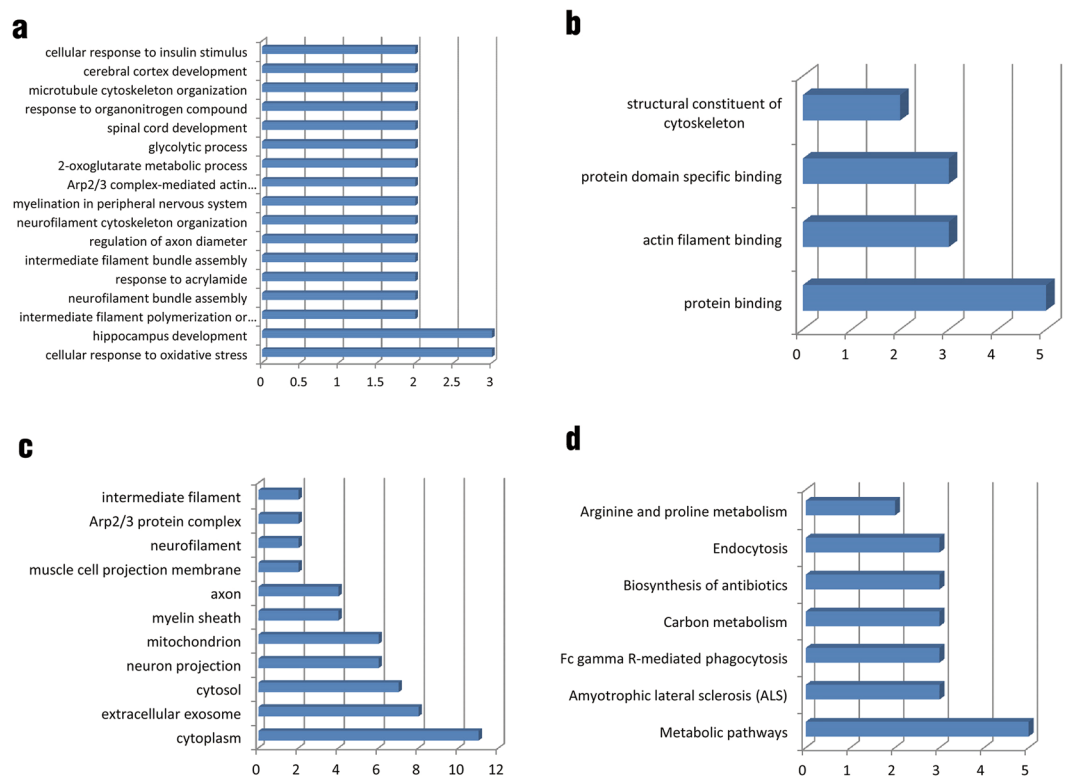 a
cellular response to insulin stimulus
cerebral cortex development
microtubule cytoskeleton organization
response to organonitrogen compound
spinal cord development
glycolytic process
2-oxoglutarate metabolic process
Arp2/3 complex-mediated actin...
myelination in peripheral nervous system
neurofilament cytoskeleton organization
regulation of axon diameter
intermediate filament bundle assembly
response to acrylamide
neurofilament bundle assembly
intermediate filament polymerization or...
hippocampus development
cellular response to oxidative stress
0 0.5 1 1.5 2 2.5 3
b
structural constituent of
cytoskeleton
protein domain specific binding
actin filament binding
protein binding
0 1 2 3 4 5
c
intermediate filament
Arp2/3 protein complex
neurofilament
muscle cell projection membrane
axon
myelin sheath
mitochondrion
neuron projection
cytosol
extracellular exosome
cytoplasm
0 2 4 6 8 10 12
d
Arginine and proline metabolism
Endocytosis
Biosynthesis of antibiotics
Carbon metabolism
Fc gamma R-mediated phagocytosis
Amyotrophic lateral sclerosis (ALS)
Metabolic pathways
0 1 2 3 4 5